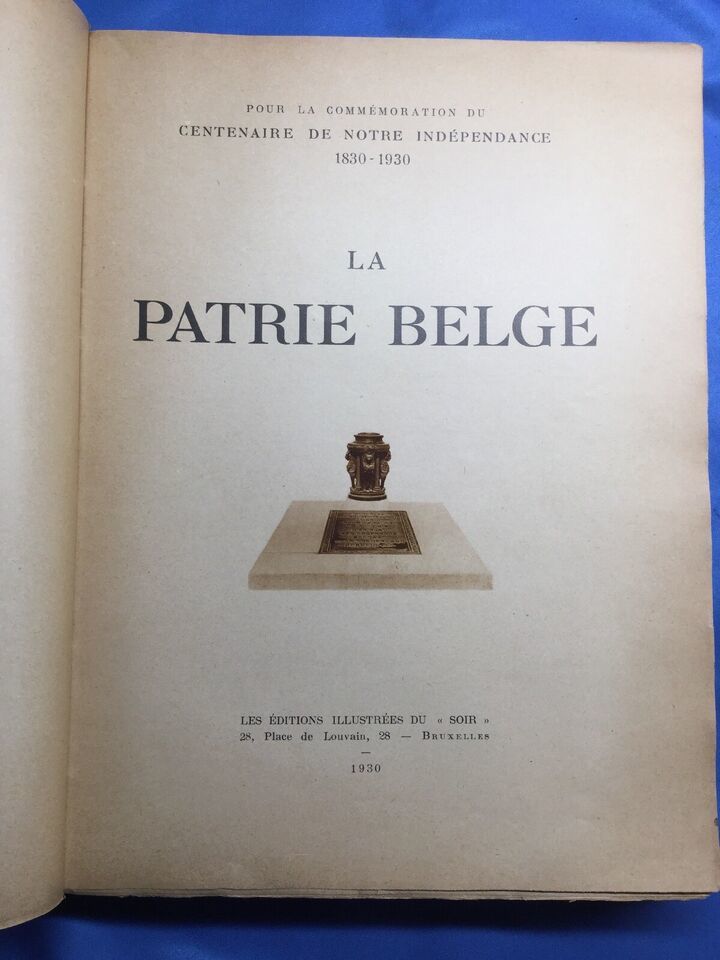 POUR LA COMMÉMORATION DU
CENTENAIRE DE NOTRE INDÉPENDANCE
1830-1930
LA
PATRIE BELGE
LES ÉDITIONS ILLUSTRÉES DU « SOIR »
28, Place de Louvain, 28 — BRUXELLES
—
1930